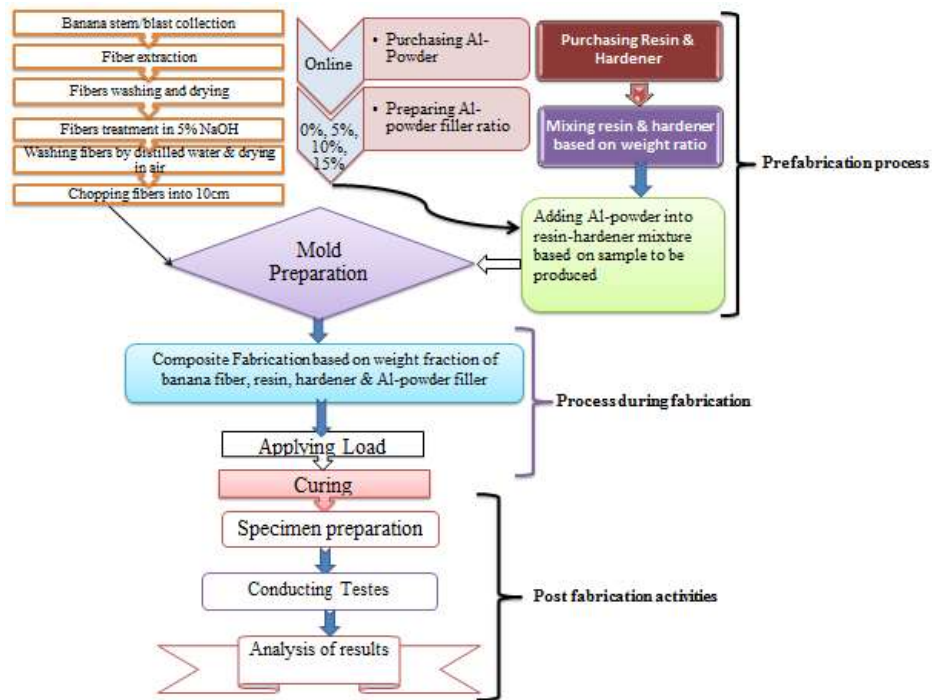 Banana stem/blast collection
Fiber extraction
Fibers washing and drying
Fibers treatment in 5% NaOH
Washing fibers by distilled water & drying
in air
Chopping fibers into 10cm
Online
• Purchasing Al-
Powder
0%, 5%,
10%,
15%
• Preparing Al-
powder filler ratio
Purchasing Resin &
Hardener
Mixing resin & hardener
based on weight ratio
Adding Al-powder into
resin-hardener mixture
based on sample to be
produced
Prefabrication process
Mold
Preparation
Composite Fabrication based on weight fraction of
banana fiber, resin, hardener & Al-powder filler
Applying Load
Process during fabrication
Curing
Specimen preparation
Conducting Testes
Analysis of results
Post fabrication activities